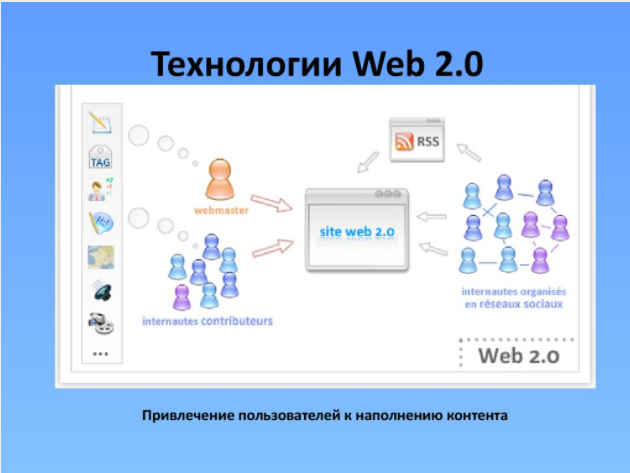 Технологии Web 2.0
TAG
RSS
webmaster
site web 2.0
internautes contributeurs
internautes organisés
en réseaux sociaux
...
Web 2.0
Привлечение пользователей к наполнению контента